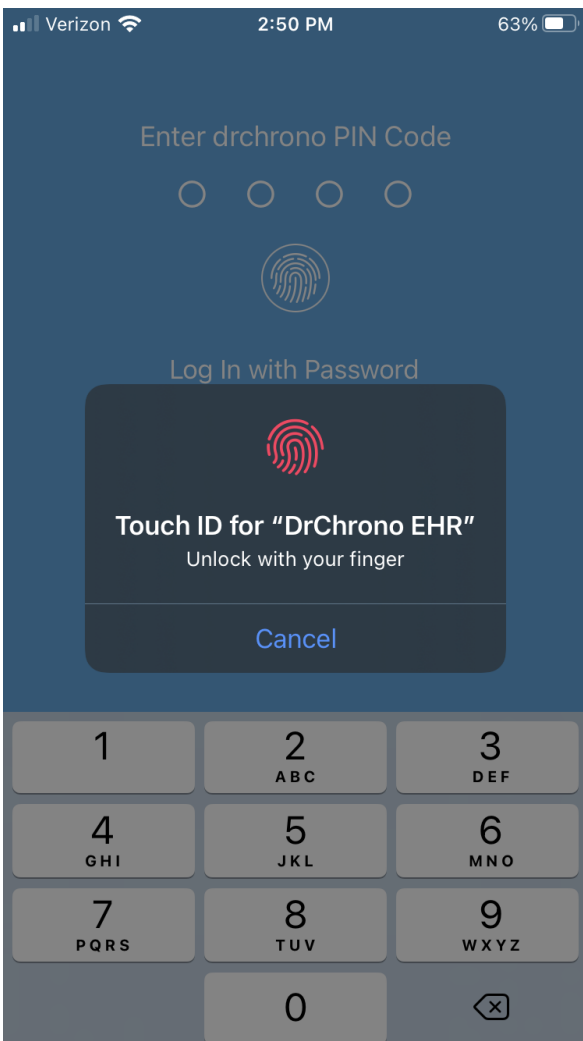 Verizon 2:50 PM 63%
Enter drchrono PIN Code
Log In with Password
Touch ID for “DrChrono EHR”
Unlock with your finger
Cancel
1 2 3
ABC DEF
4 5 6
GHI JKL MNO
7 8 9
PQRS TUV WXYZ
0